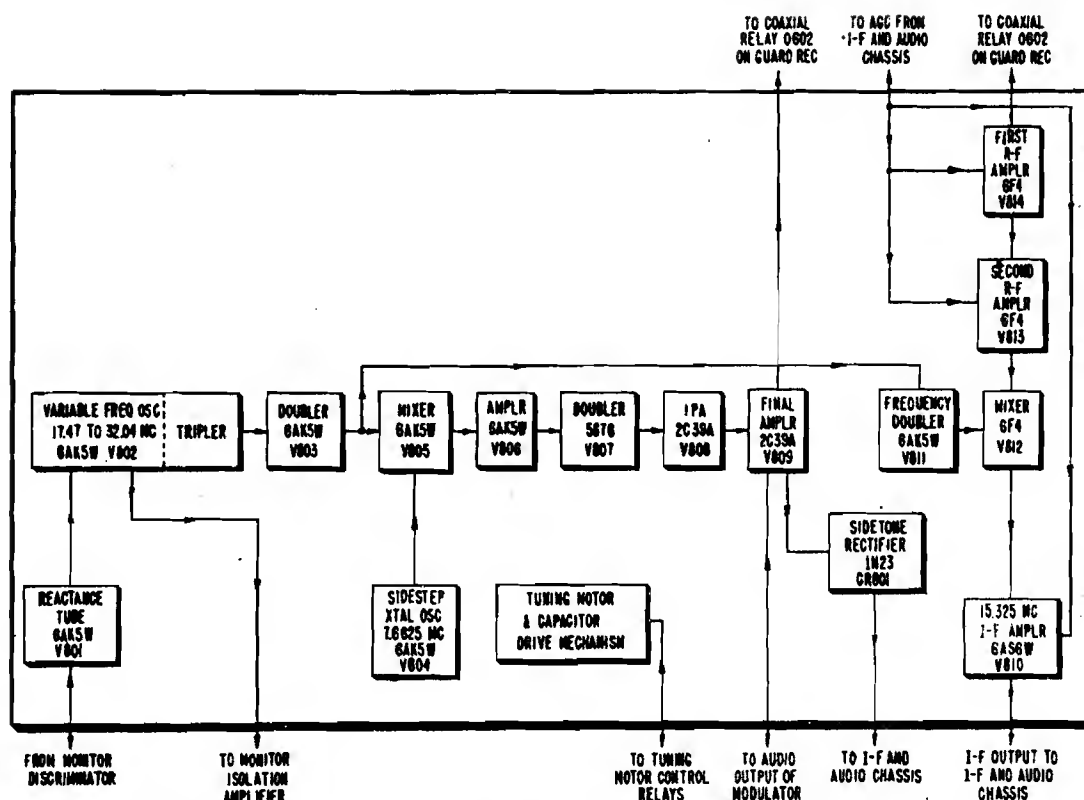 TO COAXIAL
RELAY O602
ON GUARD REC
TO AGC FROM
I-F AND AUDIO
CHASSIS
TO COAXIAL
RELAY O602
ON GUARD REC
FIRST
R-F
AMPLR
6F4
V814
SECOND
R-F
AMPLR
6F4
V813
VARIABLE FREQ OSC
17.47 TO 32.04 MC
6AK5W V802
TRIPLER
DOUBLER
6AK5W
V803
MIXER
6AK5W
V805
AMPLR
6AK5W
V806
DOUBLER
5676
V807
IPA
2C39A
V808
FINAL
AMPLR
2C39A
V809
FREQUENCY
DOUBLER
6AK5W
V811
MIXER
6F4
V812
REACTANCE
TUBE
6AK5W
V801
SIDESTEP
XTAL OSC
7.6625 MC
6AK5W
V804
TUNING MOTOR
& CAPACITOR
DRIVE MECHANISM
SIDETONE
RECTIFIER
1N23
CR801
15.325 MC
I-F AMPLR
6AS6W
V810
FROM MONITOR
DISCRIMINATOR
TO MONITOR
ISOLATION
AMPLIFIER
TO TUNING
MOTOR CONTROL
RELAYS
TO AUDIO
OUTPUT OF
MODULATOR
TO I-F AND
AUDIO CHASSIS
I-F OUTPUT TO
I-F AND AUDIO
CHASSIS